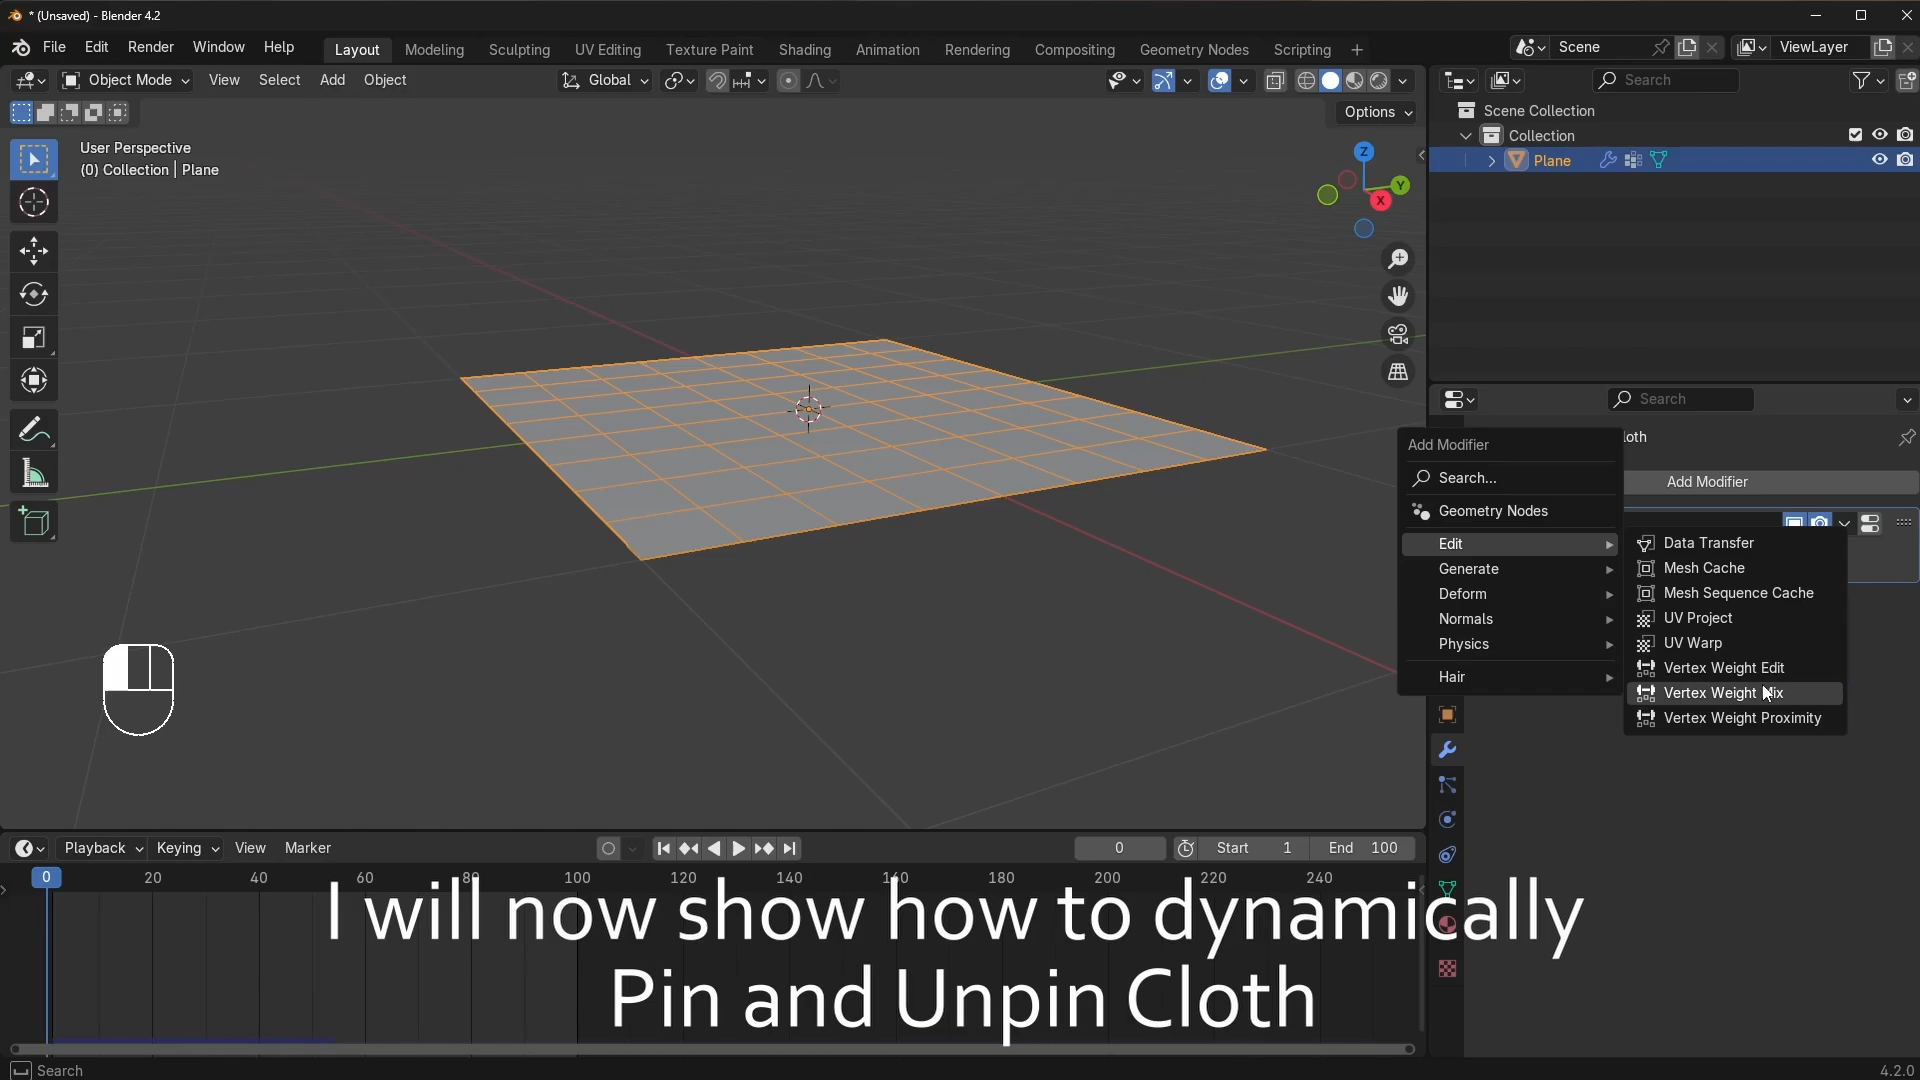 * (Unsaved) - Blender 4.2
File Edit Render Window Help Layout Modeling Sculpting UV Editing Texture Paint Shading Animation Rendering Compositing Geometry Nodes Scripting + Scene ViewLayer
Object Mode View Select Add Object Global Search
Options
Scene Collection
Collection
Plane
User Perspective
(0) Collection | Plane
Z
Y
X
Search
loth
Add Modifier
Add Modifier
Search...
Geometry Nodes
Edit
Generate
Deform
Normals
Physics
Hair
Data Transfer
Mesh Cache
Mesh Sequence Cache
UV Project
UV Warp
Vertex Weight Edit
Vertex Weight Mix
Vertex Weight Proximity
Playback Keying View Marker 0 Start 1 End 100
0 20 40 60 80 100 120 140 160 180 200 220 240
I will now show how to dynamically
Pin and Unpin Cloth
Search
4.2.0